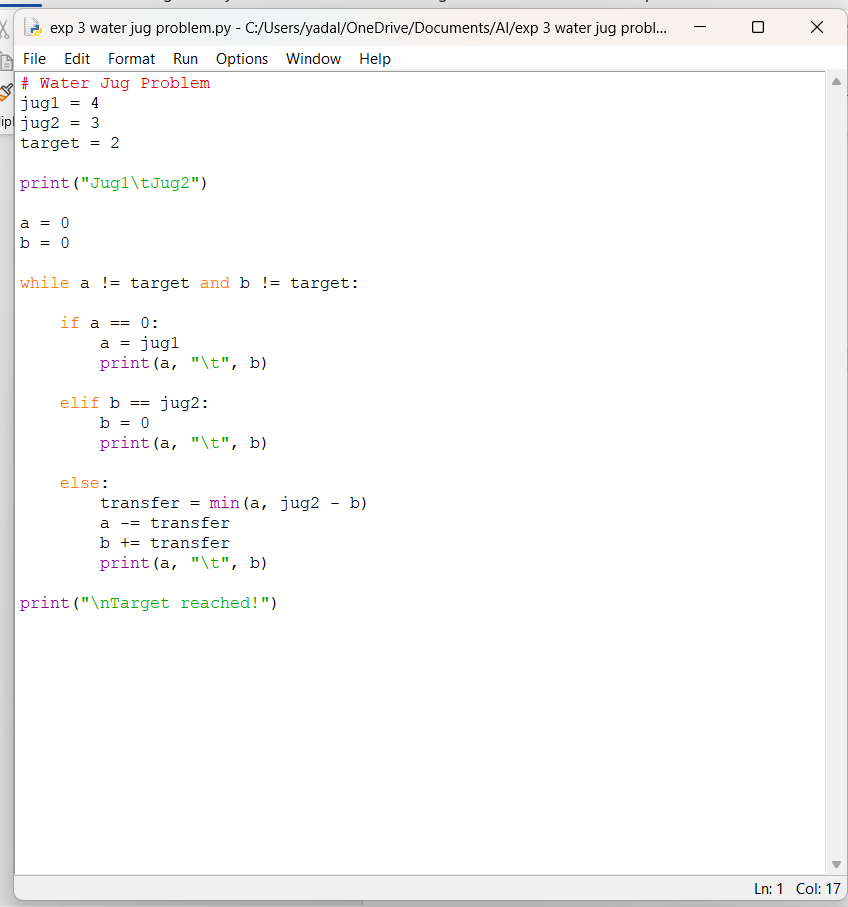 exp 3 water jug problem.py - C:/Users/yadal/OneDrive/Documents/AI/exp 3 water jug probl...
File Edit Format Run Options Window Help
# Water Jug Problem
jug1 = 4
jug2 = 3
target = 2

print("Jug1\tJug2")

a = 0
b = 0

while a != target and b != target:

    if a == 0:
        a = jug1
        print(a, "\t", b)

    elif b == jug2:
        b = 0
        print(a, "\t", b)

    else:
        transfer = min(a, jug2 - b)
        a -= transfer
        b += transfer
        print(a, "\t", b)

print("\nTarget reached!")
Ln: 1 Col: 17